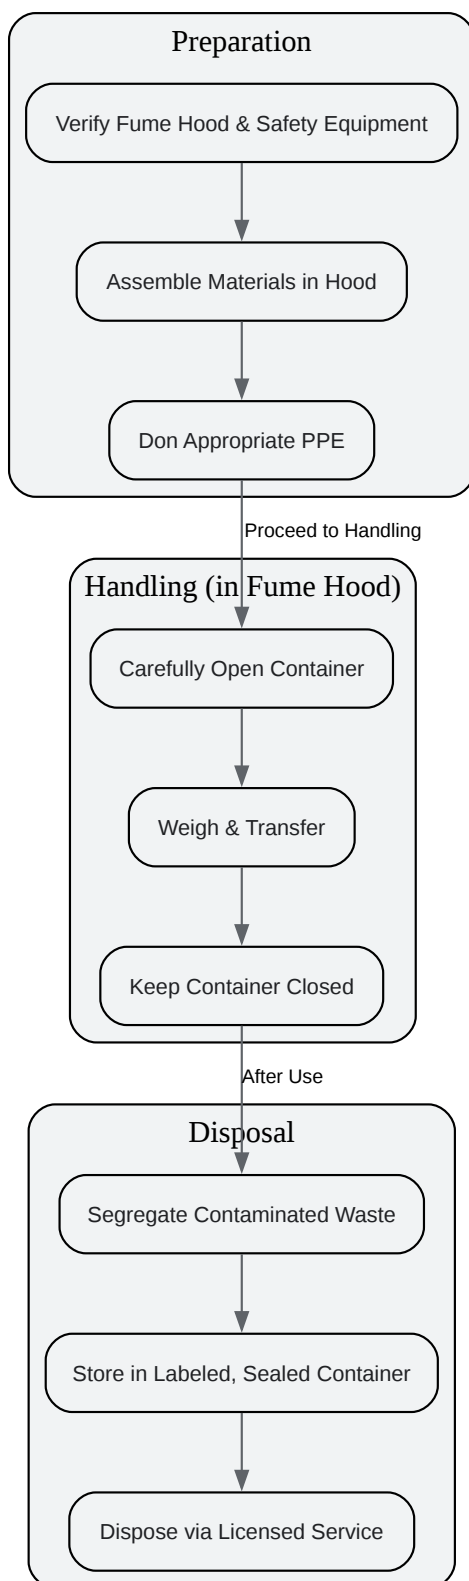 Preparation
Verify Fume Hood & Safety Equipment
Assemble Materials in Hood
Don Appropriate PPE
Proceed to Handling
Handling (in Fume Hood)
Carefully Open Container
Weigh & Transfer
Keep Container Closed
After Use
Disposal
Segregate Contaminated Waste
Store in Labeled, Sealed Container
Dispose via Licensed Service